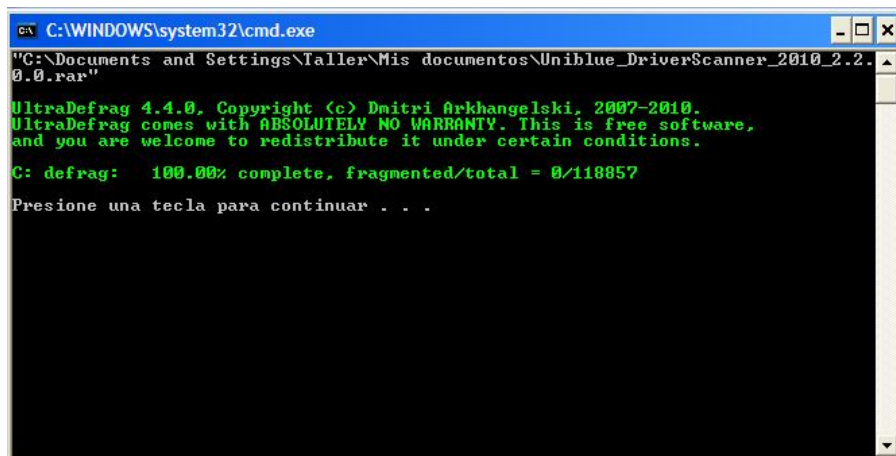 C:\WINDOWS\system32\cmd.exe
"C:\Documents and Settings\Taller\Mis documentos\Uniblue_DriverScanner_2010_2.2.
0.0.rar"
UltraDefrag 4.4.0, Copyright (c) Dmitri Arkhangelski, 2007-2010.
UltraDefrag comes with ABSOLUTELY NO WARRANTY. This is free software,
and you are welcome to redistribute it under certain conditions.
C: defrag:   100.00% complete, fragmented/total = 0/118857
Presione una tecla para continuar . . .